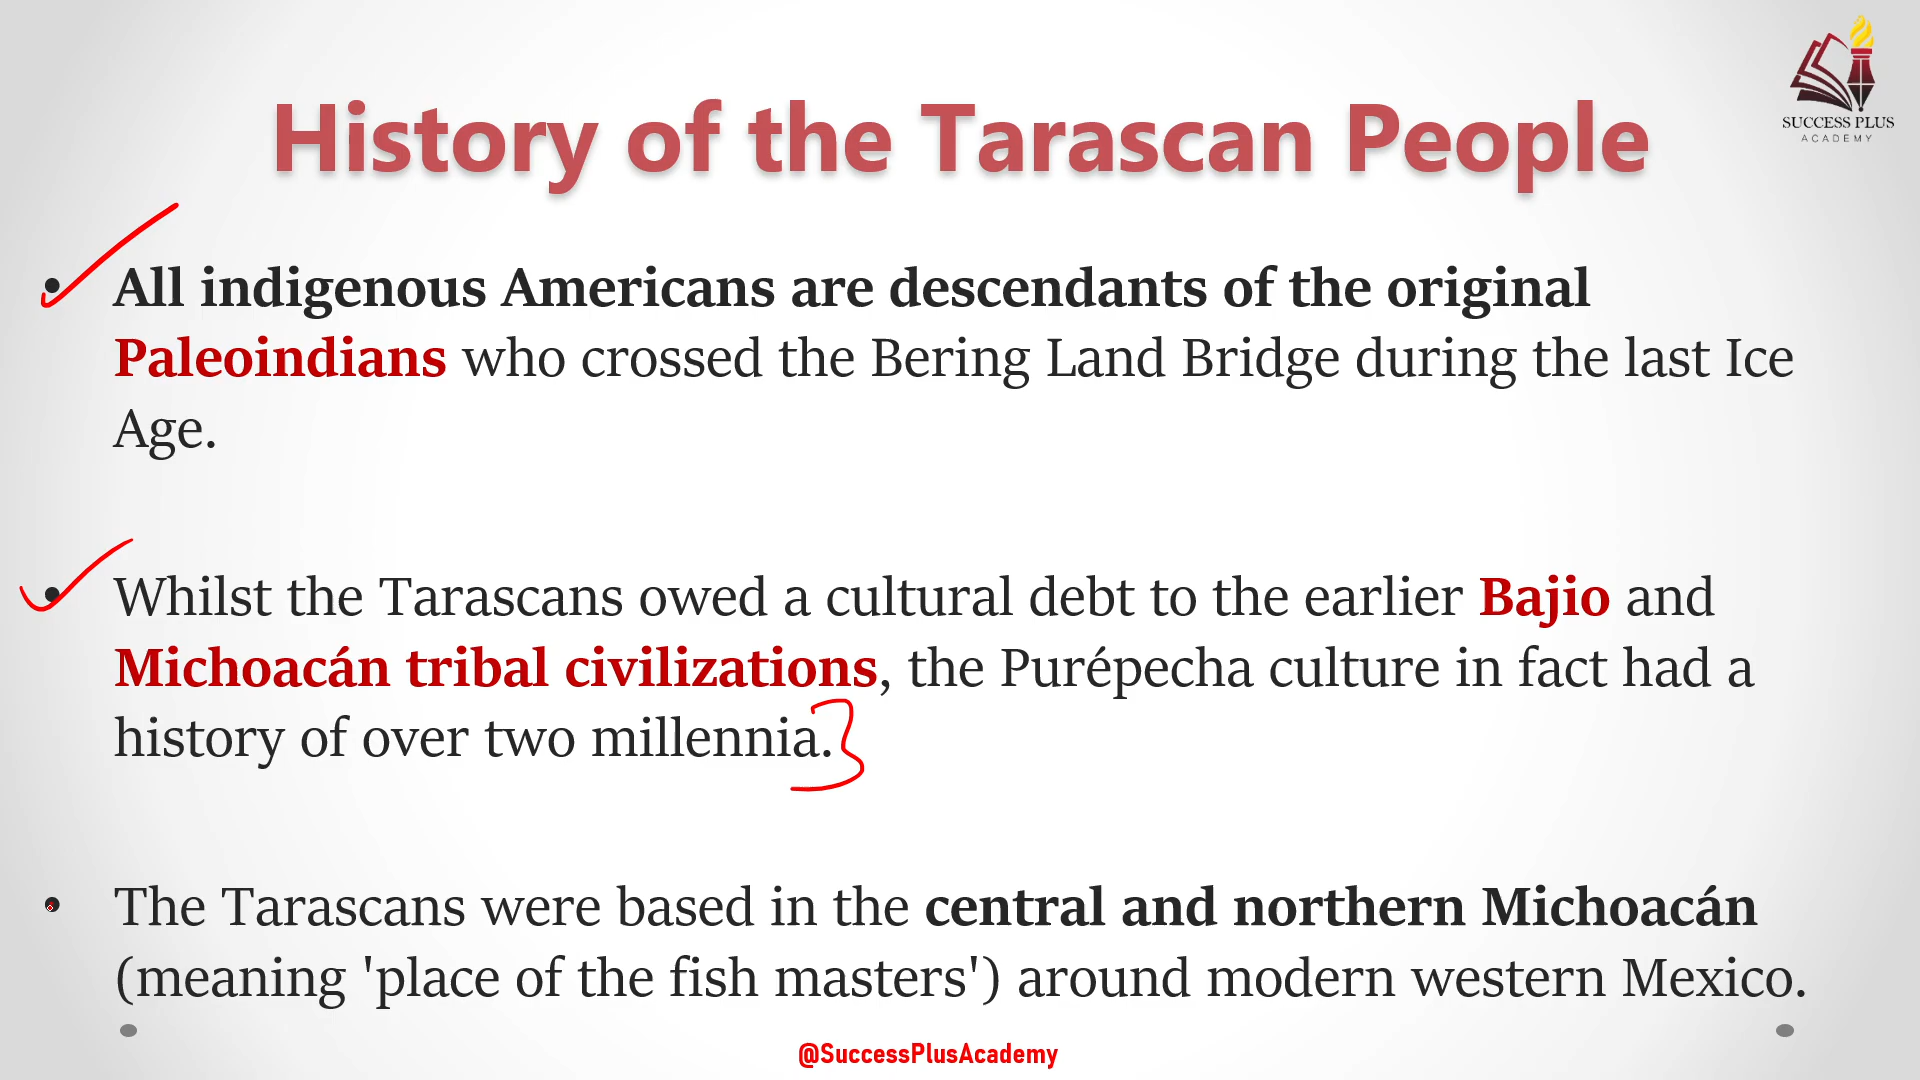 SUCCESS PLUS
ACADEMY
History of the Tarascan People
• All indigenous Americans are descendants of the original
Paleoindians who crossed the Bering Land Bridge during the last Ice
Age.
• Whilst the Tarascans owed a cultural debt to the earlier Bajio and
Michoacán tribal civilizations, the Purépecha culture in fact had a
history of over two millennia.
• The Tarascans were based in the central and northern Michoacán
(meaning 'place of the fish masters') around modern western Mexico.
@SuccessPlusAcademy